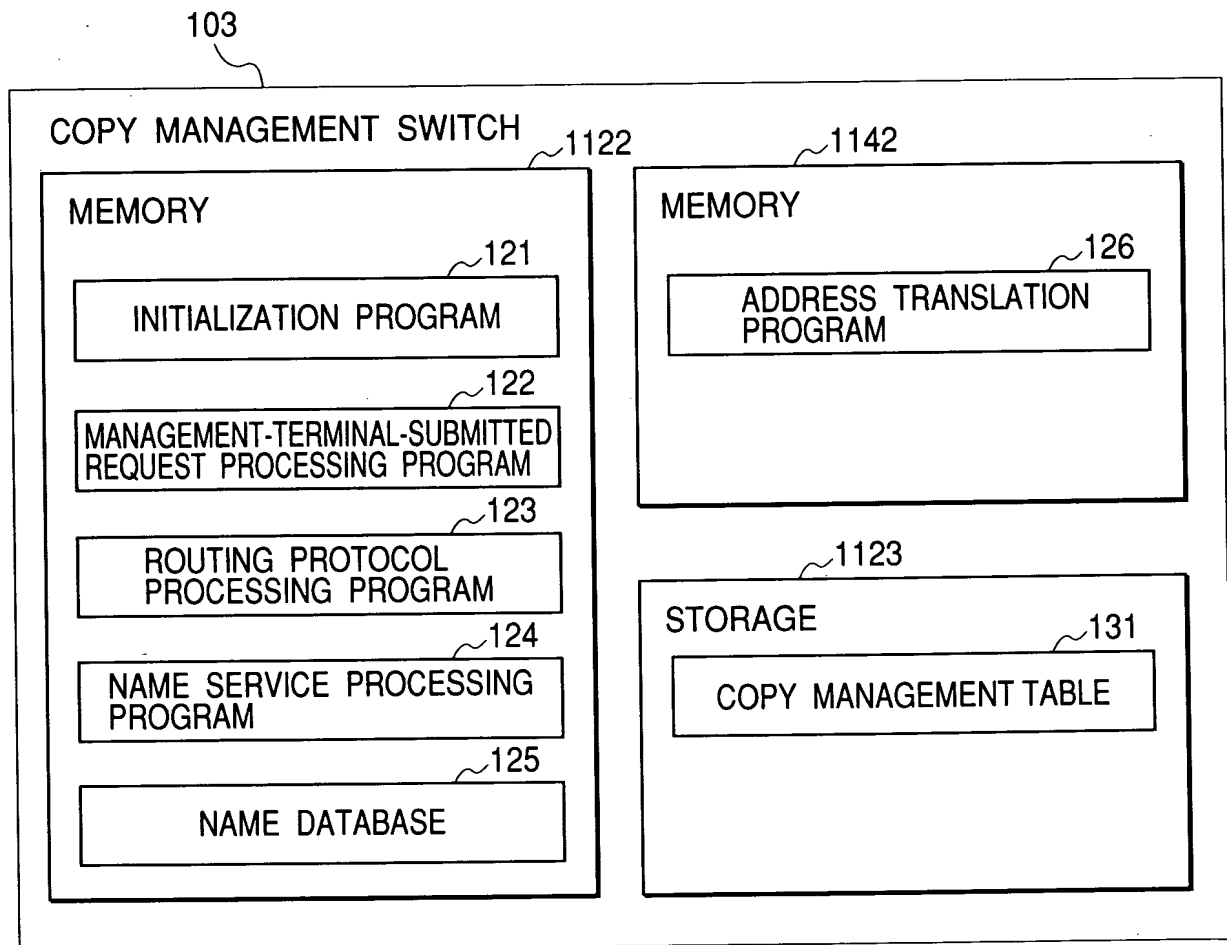 103
COPY MANAGEMENT SWITCH
1122
MEMORY
121
INITIALIZATION PROGRAM
122
MANAGEMENT-TERMINAL-SUBMITTED
REQUEST PROCESSING PROGRAM
123
ROUTING PROTOCOL
PROCESSING PROGRAM
124
NAME SERVICE PROCESSING
PROGRAM
125
NAME DATABASE
1142
MEMORY
126
ADDRESS TRANSLATION
PROGRAM
1123
STORAGE
131
COPY MANAGEMENT TABLE